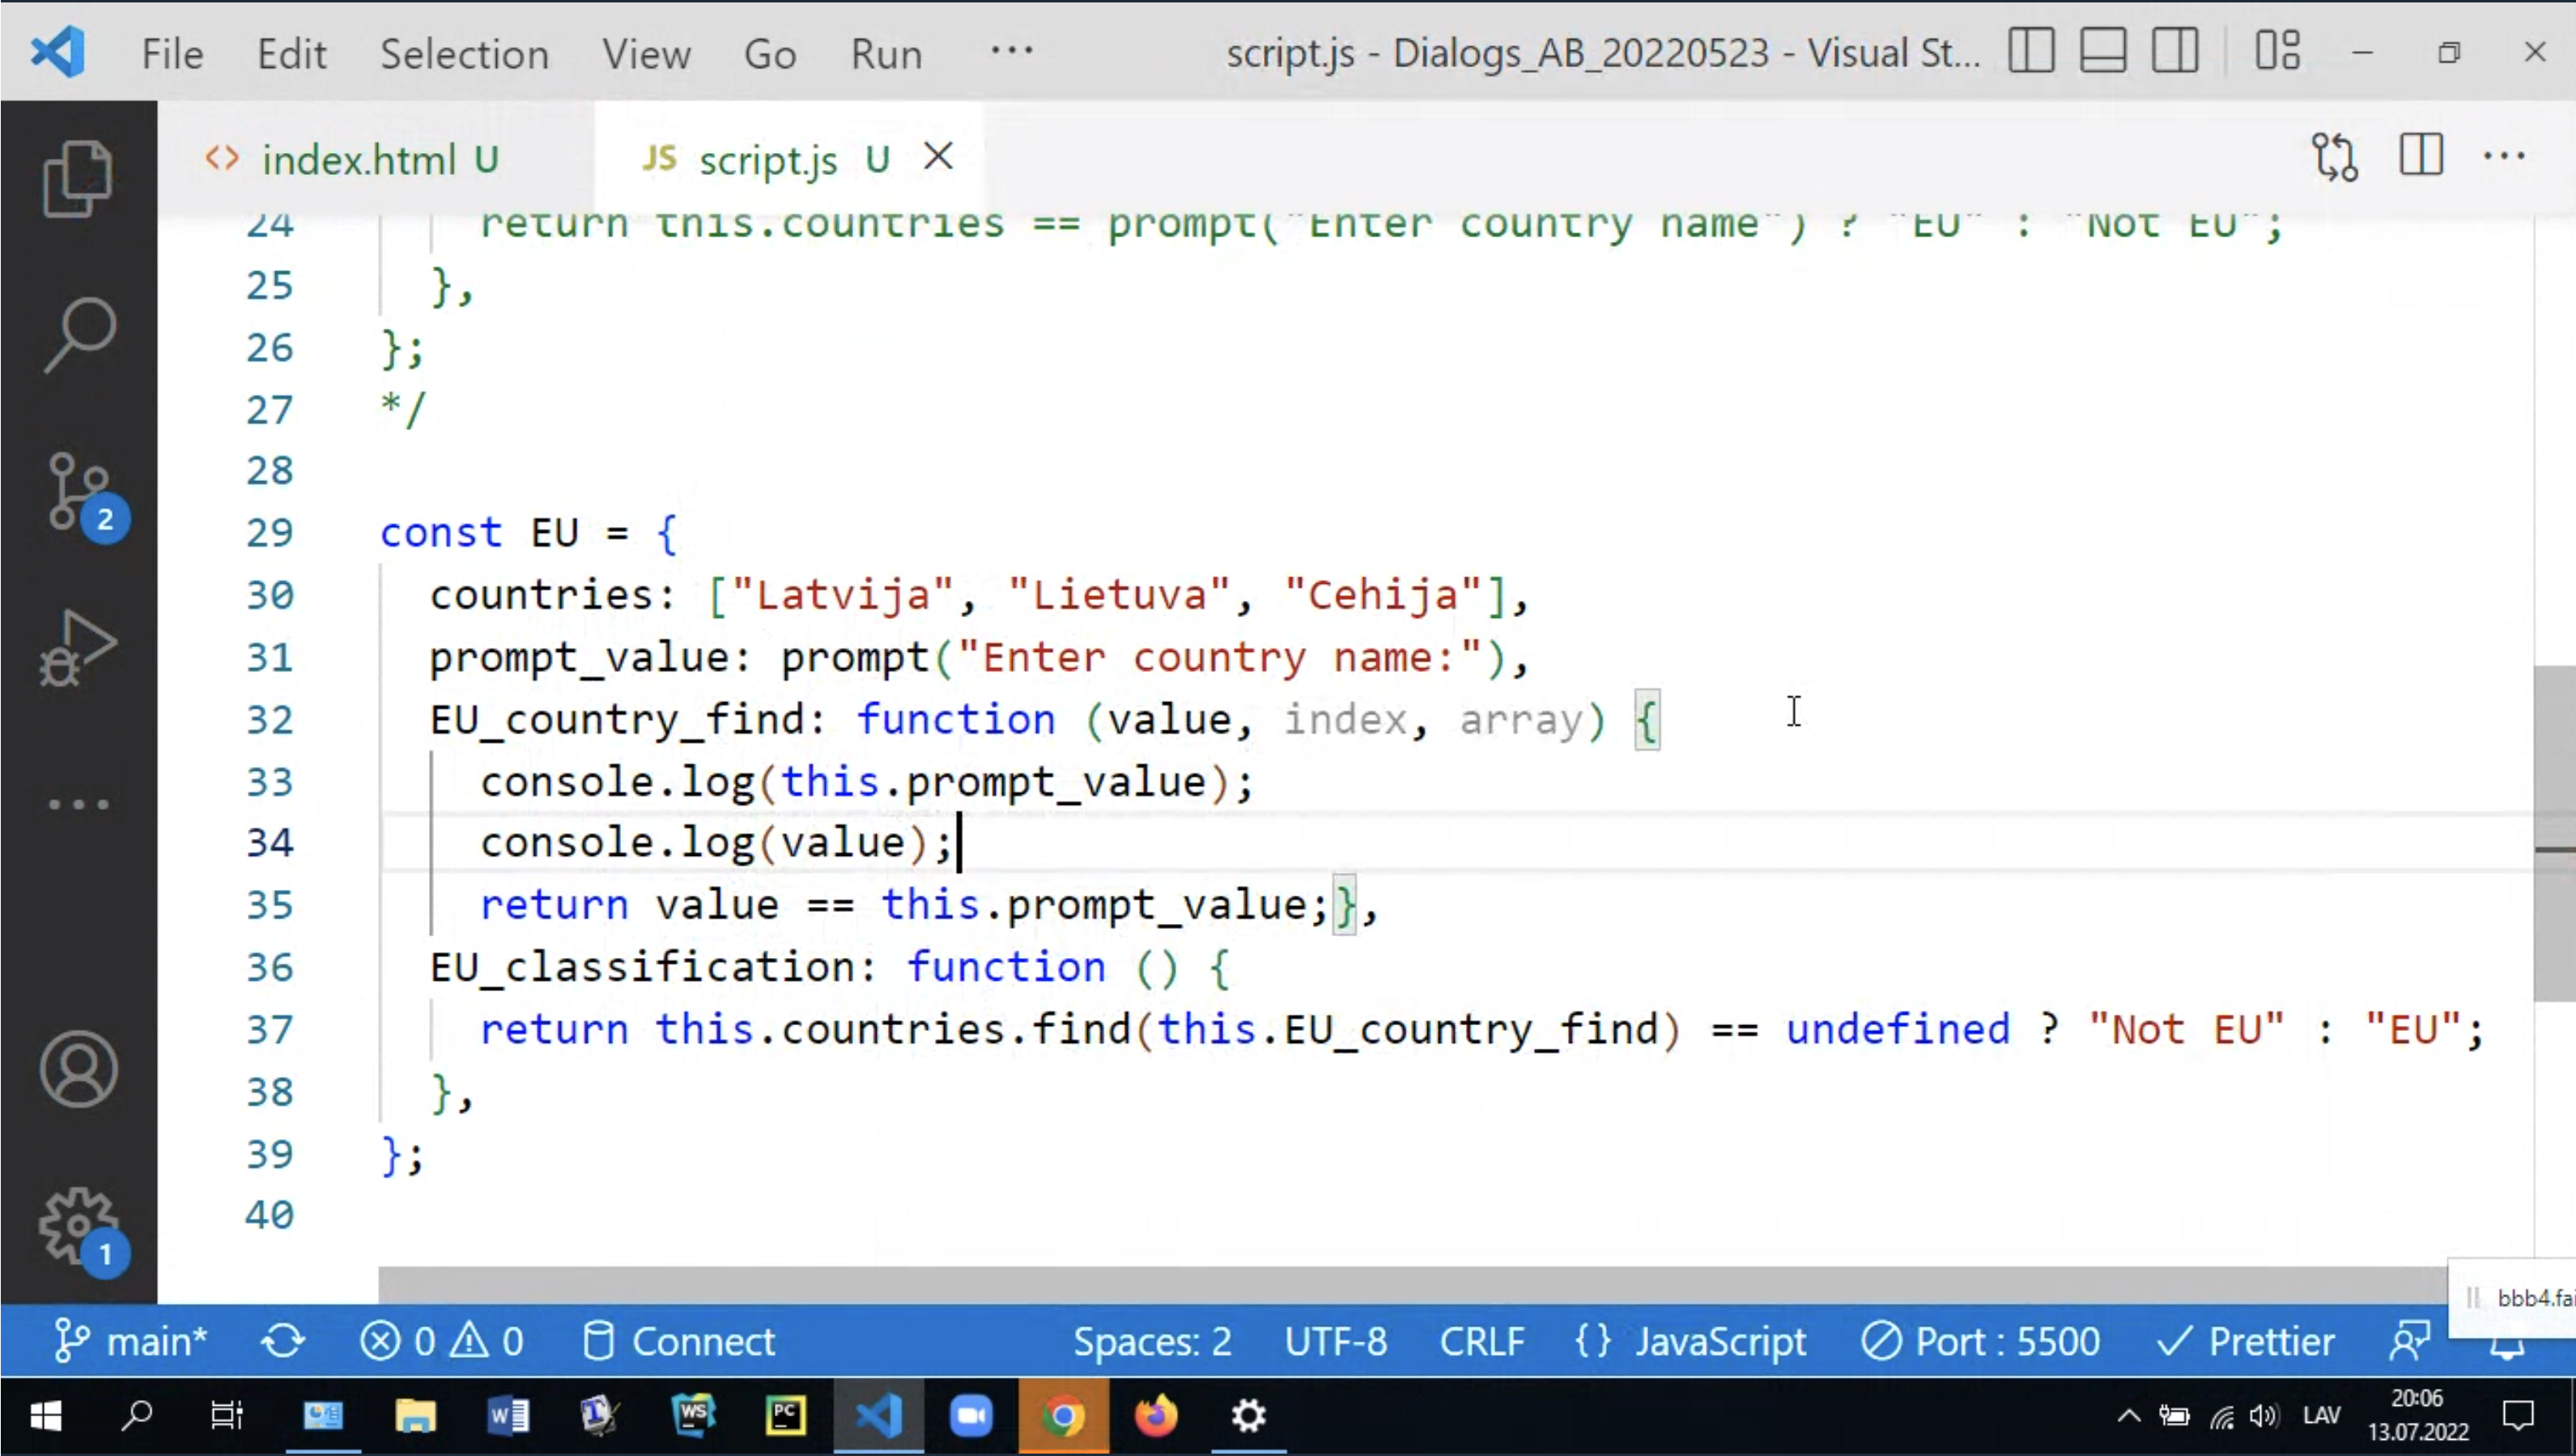 File Edit Selection View Go Run ··· script.js - Dialogs_AB_20220523 - Visual St...
<> index.html U JS script.js U
24 return this.countries == prompt("Enter country name") ? "EU" : "Not EU";
25 },
26 };
27 */
28
29 const EU = {
30 countries: ["Latvija", "Lietuva", "Cehija"],
31 prompt_value: prompt("Enter country name:"),
32 EU_country_find: function (value, index, array) {
33 console.log(this.prompt_value);
34 console.log(value);
35 return value == this.prompt_value;},
36 EU_classification: function () {
37 return this.countries.find(this.EU_country_find) == undefined ? "Not EU" : "EU";
38 },
39 };
40
2
1
bbb4.fai
main* 0 0 Connect Spaces: 2 UTF-8 CRLF {} JavaScript Port : 5500 Prettier
W WS PC LAV 20:06
13.07.2022